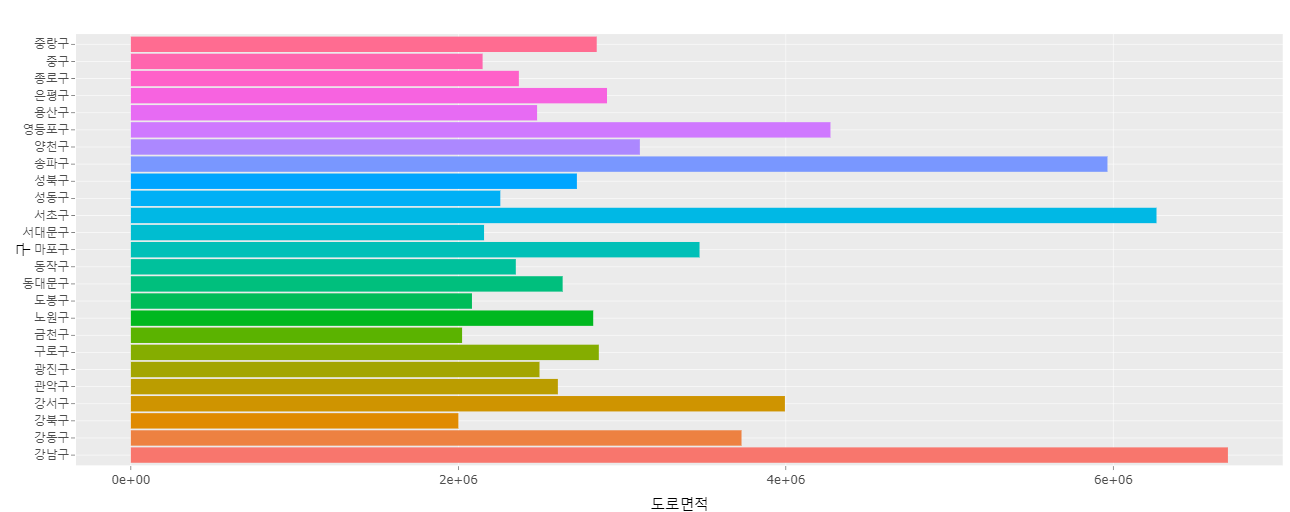 중랑구
중구
종로구
은평구
용산구
영등포구
양천구
송파구
성북구
성동구
서초구
서대문구
구
마포구
동작구
동대문구
도봉구
노원구
금천구
구로구
광진구
관악구
강서구
강북구
강동구
강남구
0e+00 2e+06 4e+06 6e+06
도로면적